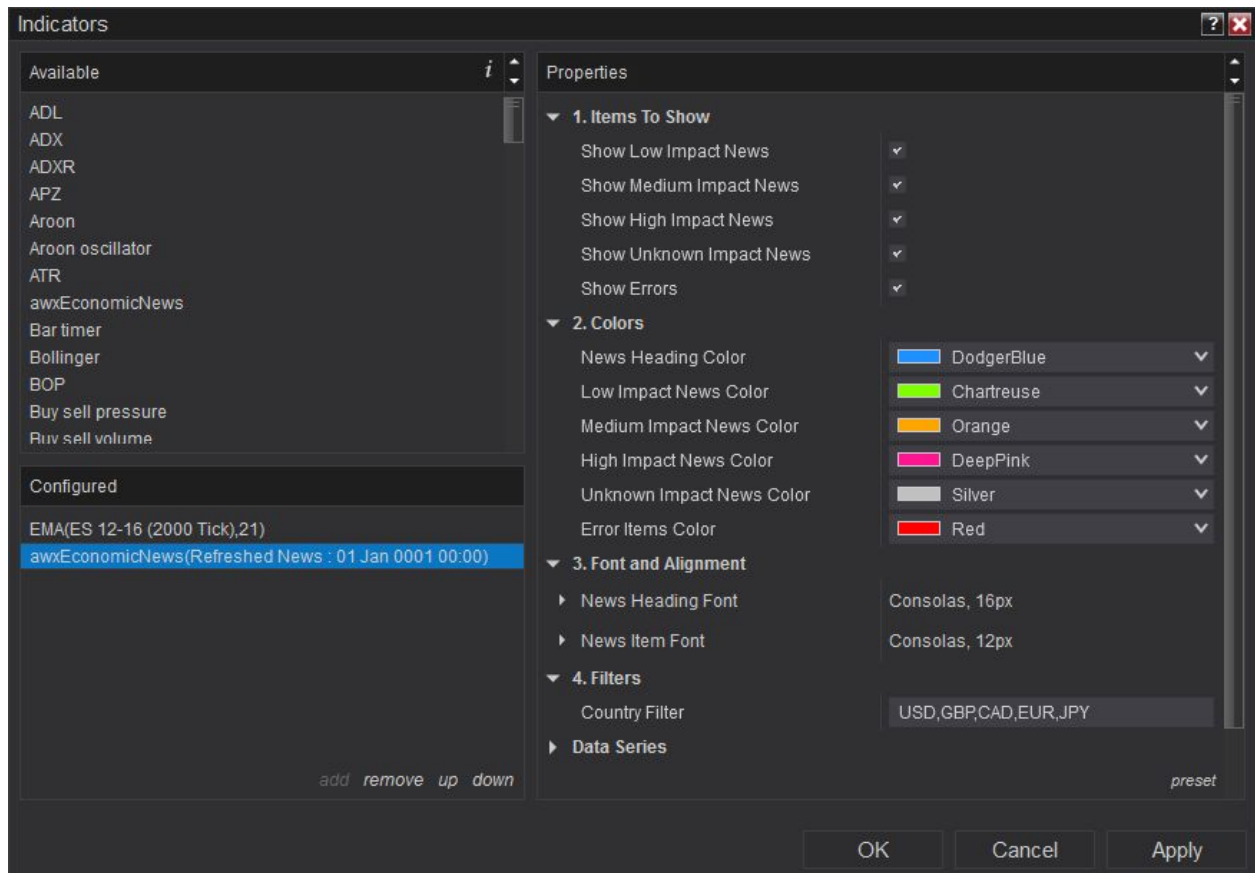 Indicators
?
Available i
ADL
ADX
ADXR
APZ
Aroon
Aroon oscillator
ATR
awxEconomicNews
Bar timer
Bollinger
BOP
Buy sell pressure
Buy sell volume
Configured
EMA(ES 12-16 (2000 Tick),21)
awxEconomicNews(Refreshed News : 01 Jan 0001 00:00)
add remove up down
Properties
1. Items To Show
Show Low Impact News
Show Medium Impact News
Show High Impact News
Show Unknown Impact News
Show Errors
2. Colors
News Heading Color DodgerBlue
Low Impact News Color Chartreuse
Medium Impact News Color Orange
High Impact News Color DeepPink
Unknown Impact News Color Silver
Error Items Color Red
3. Font and Alignment
News Heading Font Consolas, 16px
News Item Font Consolas, 12px
4. Filters
Country Filter USD,GBP,CAD,EUR,JPY
Data Series
preset
OK Cancel Apply